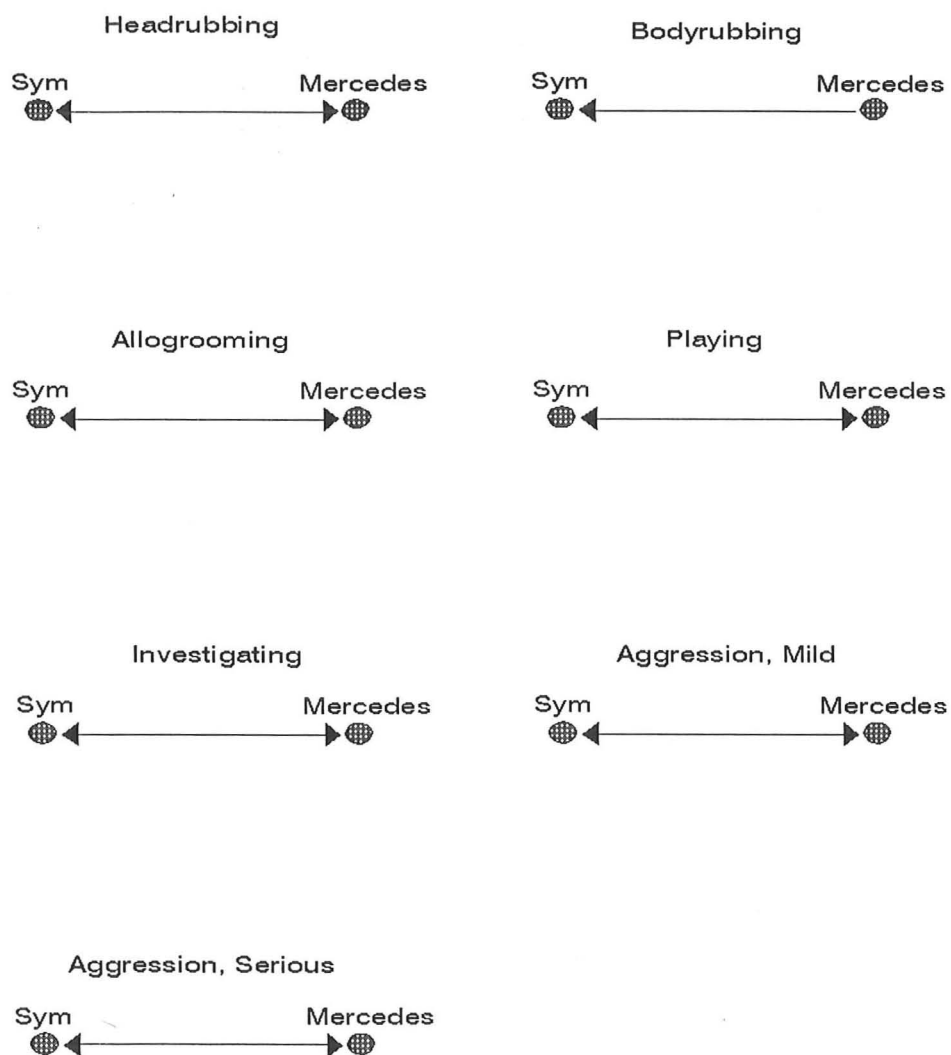 Headrubbing
Sym Mercedes
Bodyrubbing
Sym Mercedes
Allogrooming
Sym Mercedes
Playing
Sym Mercedes
Investigating
Sym Mercedes
Aggression, Mild
Sym Mercedes
Aggression, Serious
Sym Mercedes